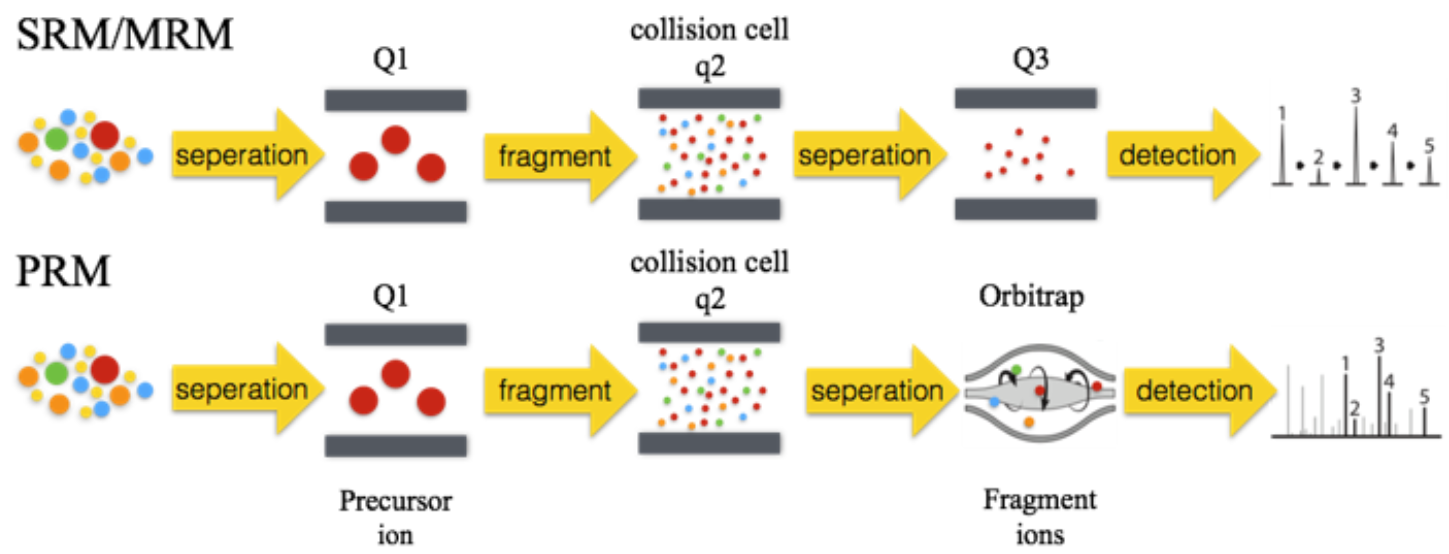 SRM/MRM
Q1
collision cell
q2
Q3
seperation
fragment
seperation
detection
1
2
3
4
5
PRM
Q1
collision cell
q2
Orbitrap
seperation
fragment
seperation
detection
1
2
3
4
5
Precursor
ion
Fragment
ions